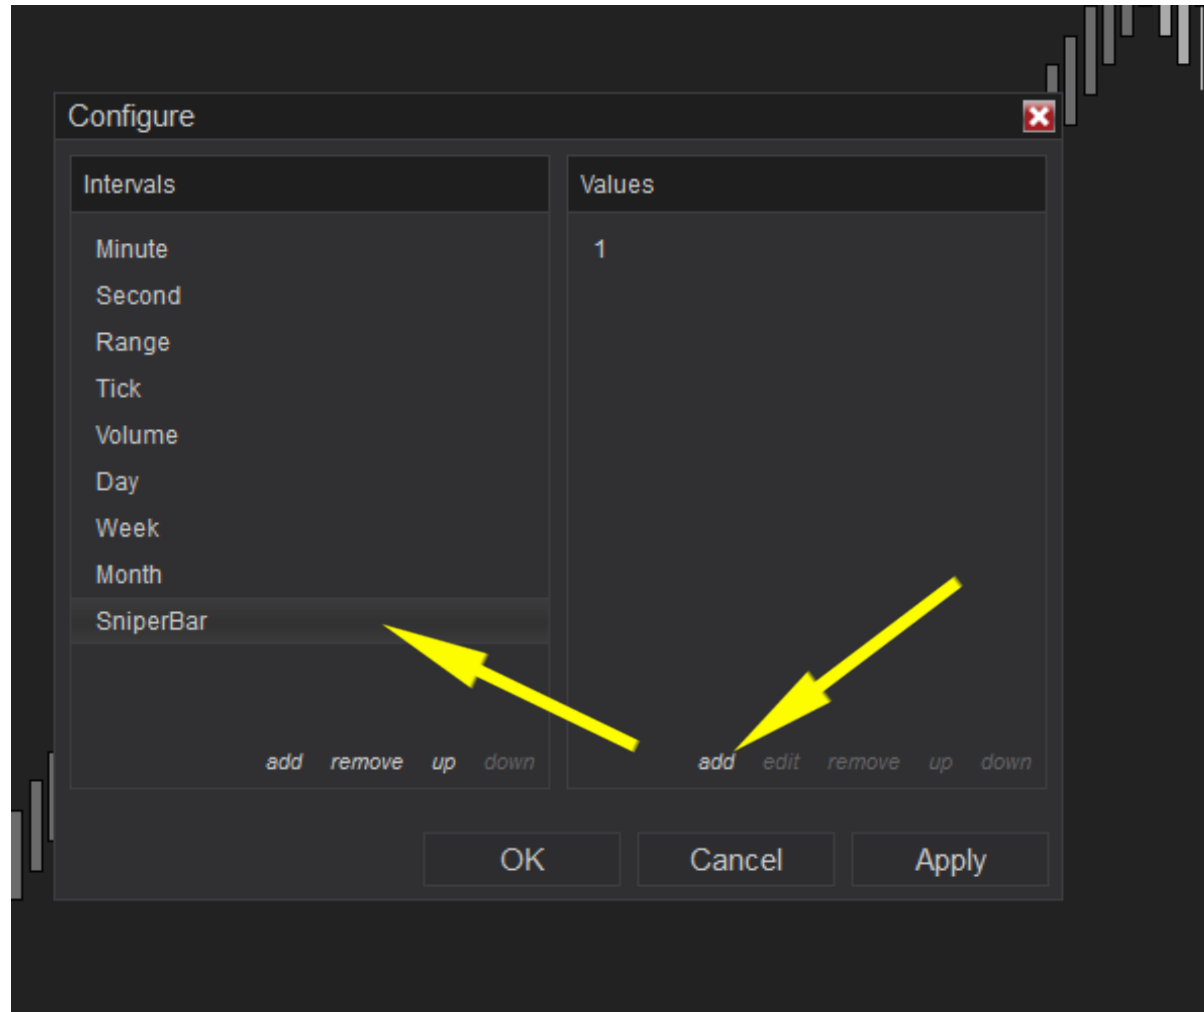 Configure
Intervals
Values
Minute
1
Second
Range
Tick
Volume
Day
Week
Month
SniperBar
add remove up down
add edit remove up down
OK Cancel Apply